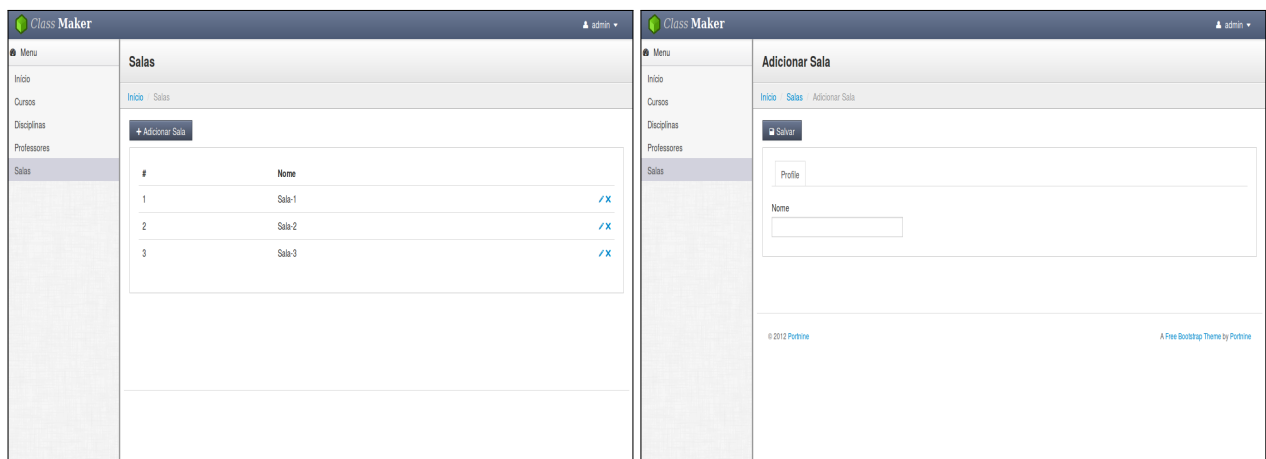 Class Maker
admin
Menu
Início
Cursos
Disciplinas
Professores
Salas
Salas
Início / Salas
+ Adicionar Sala
# Nome
1 Sala-1
2 Sala-2
3 Sala-3
Class Maker
admin
Menu
Início
Cursos
Disciplinas
Professores
Salas
Adicionar Sala
Início / Salas / Adicionar Sala
Salvar
Profile
Nome
© 2012 Portnine
A Free Bootstrap Theme by Portnine